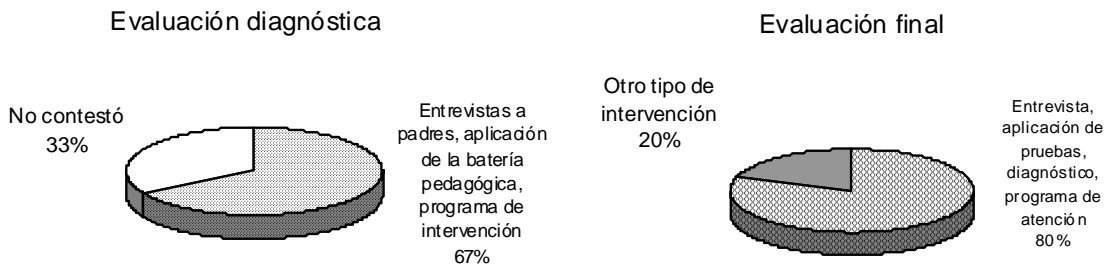 Evaluación diagnóstica
No contestó
33%
Entrevistas a
padres, aplicación
de la batería
pedagógica,
programa de
intervención
67%
Evaluación final
Otro tipo de
intervención
20%
Entrevista,
aplicación de
pruebas,
diagnóstico,
programa de
atención
80%